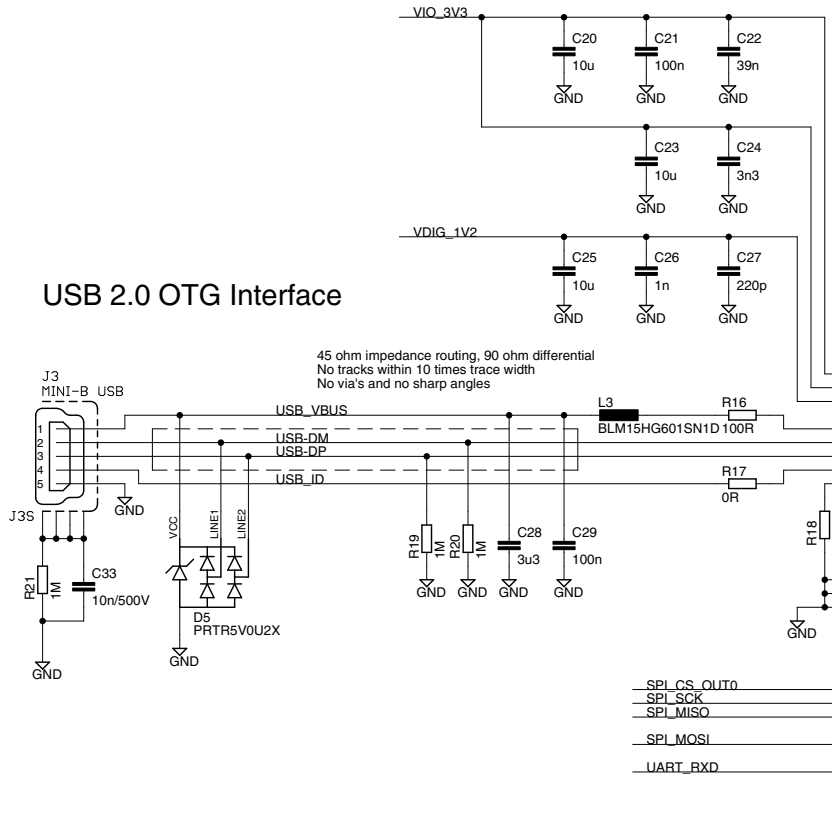 VIO_3V3
C20
C21
C22
10u
100n
39n
GND
GND
GND
C23
C24
10u
3n3
GND
GND
VDIG_1V2
C25
C26
C27
10u
1n
220p
GND
GND
GND
USB 2.0 OTG Interface
45 ohm impedance routing, 90 ohm differential
No tracks within 10 times trace width
No via's and no sharp angles
J3
MINI-B USB
USB_VBUS
L3
BLM15HG601SN1D
R16
100R
1
2
3
4
5
USB-DM
USB-DP
USB_ID
R17
0R
GND
J3S
VCC
LINE1
LINE2
R19
1M
R20
1M
C28
3u3
C29
100n
R18
GND
GND
GND
GND
R21
1M
C33
10n/500V
D5
PRTR5V0U2X
GND
GND
GND
SPI_CS_OUT0
SPI_SCK
SPI_MISO
SPI_MOSI
UART_RXD